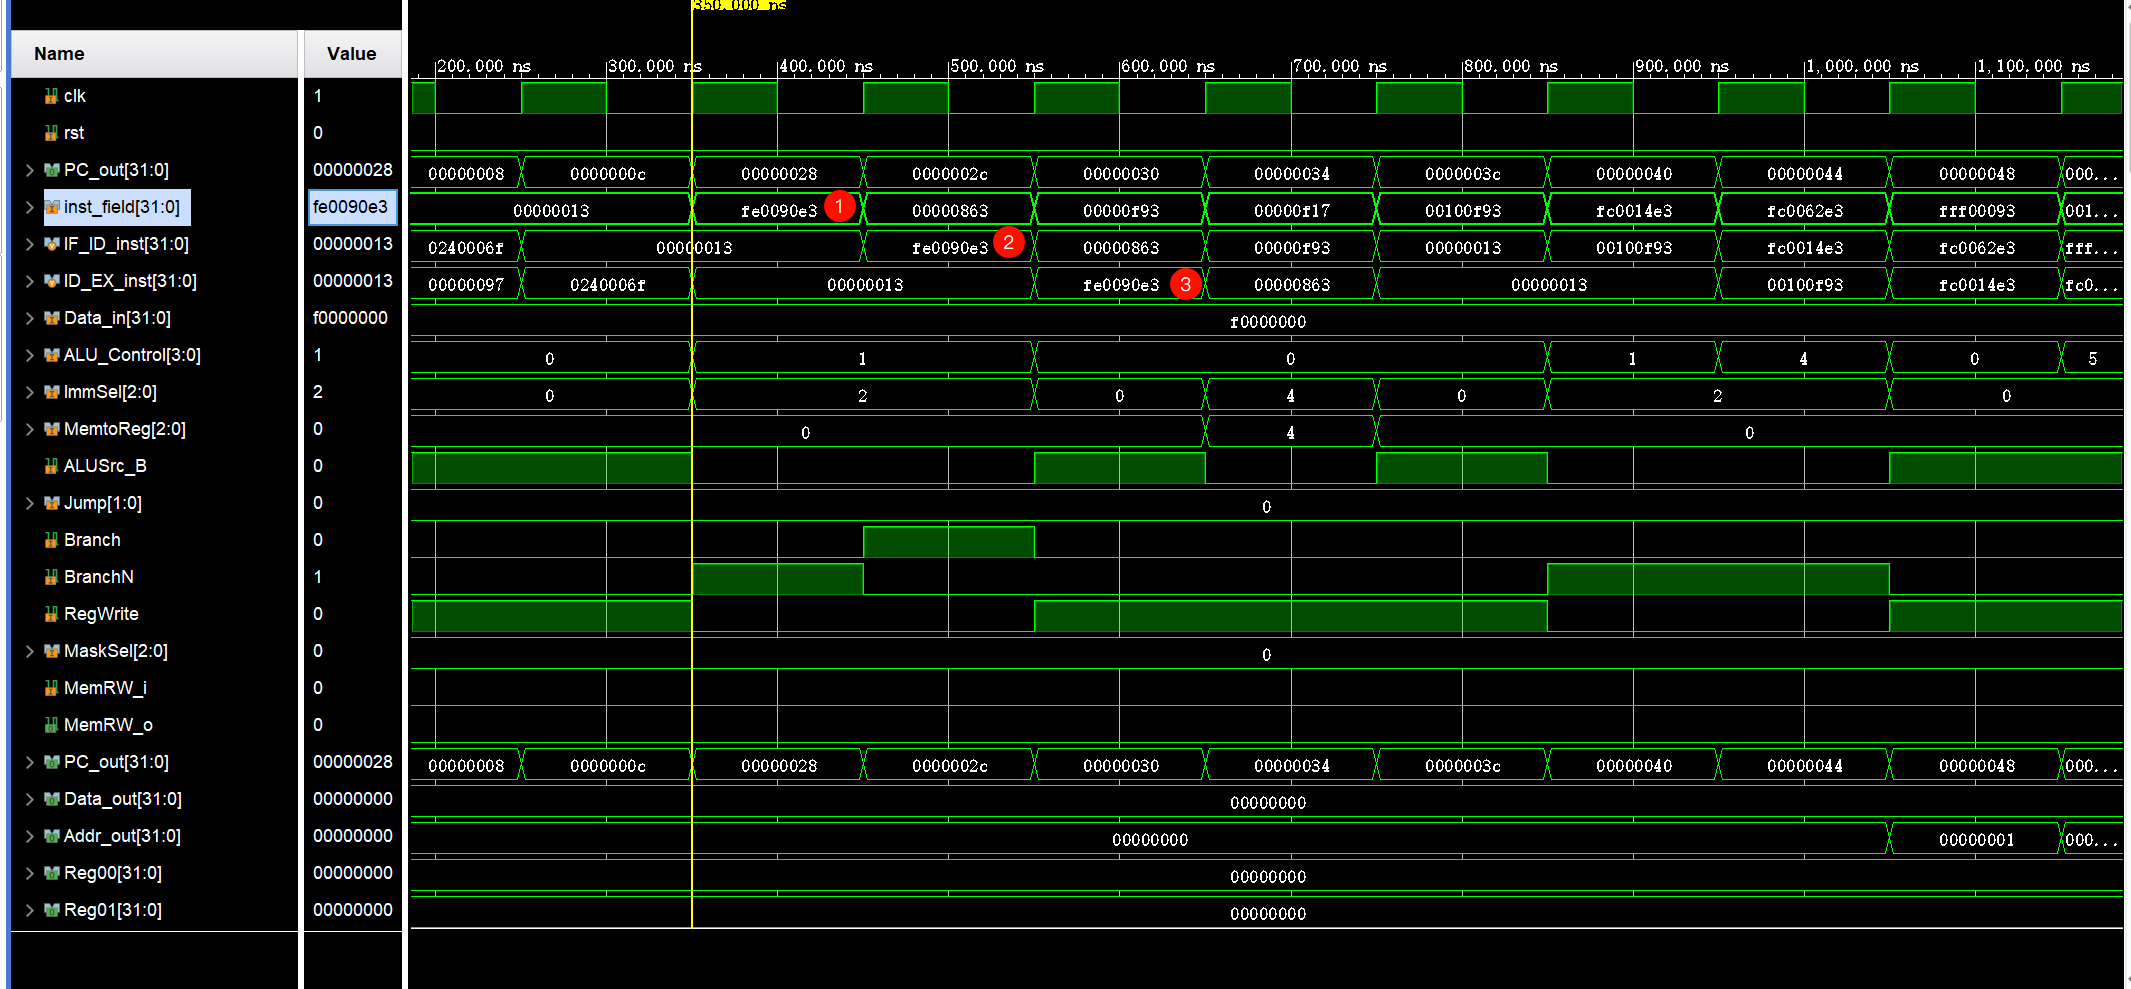 350.000 ns
Name Value
200.000 ns 300.000 ns 400.000 ns 500.000 ns 600.000 ns 700.000 ns 800.000 ns 900.000 ns 1,000.000 ns 1,100.000 ns
clk 1
rst 0
PC_out[31:0] 00000028 00000008 0000000c 00000028 0000002c 00000030 00000034 0000003c 00000040 00000044 00000048 000...
inst_field[31:0] fe0090e3 00000013 fe0090e3 1 00000863 00000f93 00000f17 00100f93 fc0014e3 fc0062e3 fff00093 001...
IF_ID_inst[31:0] 00000013 0240006f 00000013 fe0090e3 2 00000863 00000f93 00000f17 00000013 00100f93 fc0014e3 fc0062e3 fff...
ID_EX_inst[31:0] 00000013 00000097 0240006f 00000013 fe0090e3 3 00000863 00000013 00100f93 fc0014e3 fc0...
Data_in[31:0] f0000000 f0000000
ALU_Control[3:0] 1 0 1 0 1 4 0 5
ImmSel[2:0] 2 0 2 0 4 0 2 0
MemtoReg[2:0] 0 0 4 0
ALUSrc_B 0
Jump[1:0] 0 0
Branch 0
BranchN 1
RegWrite 0
MaskSel[2:0] 0 0
MemRW_i 0
MemRW_o 0
PC_out[31:0] 00000028 00000008 0000000c 00000028 0000002c 00000030 00000034 0000003c 00000040 00000044 00000048 000...
Data_out[31:0] 00000000 00000000
Addr_out[31:0] 00000000 00000000 00000001 000...
Reg00[31:0] 00000000 00000000
Reg01[31:0] 00000000 00000000